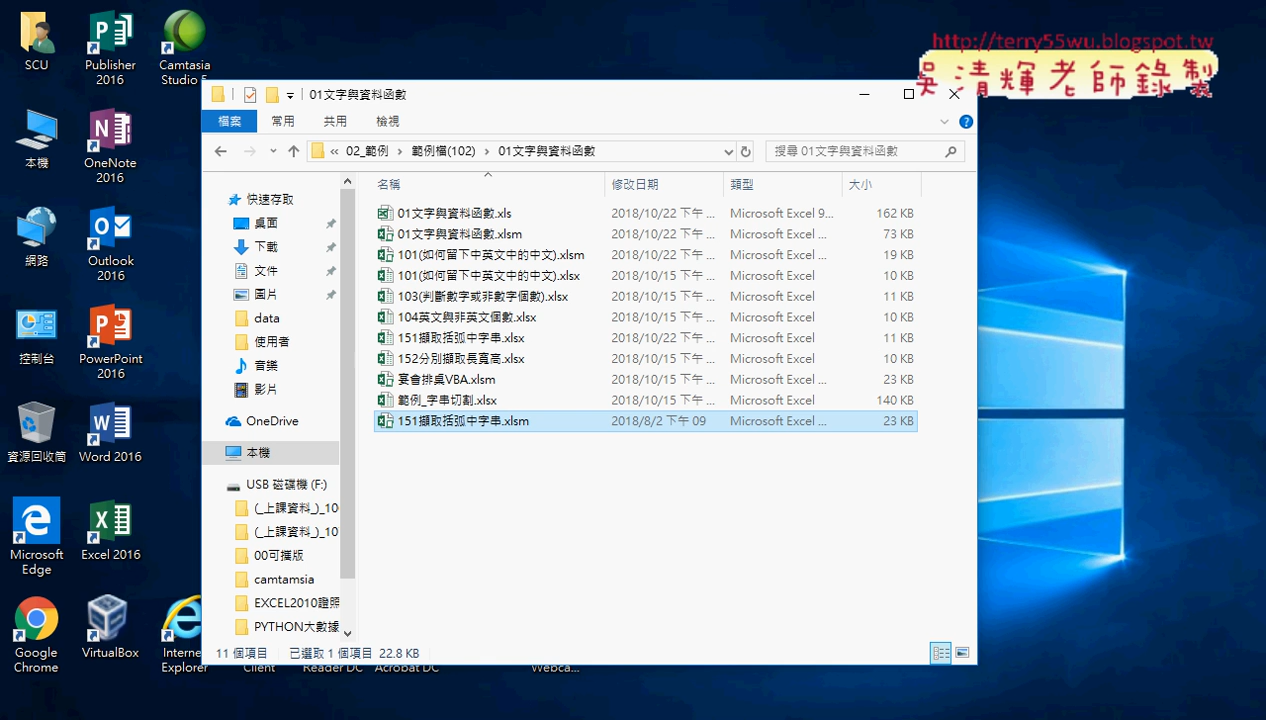 http://terry55wu.blogspot.tw
吳清輝老師錄製
SCU
Publisher
2016
Camtasia
Studio
本機
OneNote
2016
網路
Outlook
2016
控制台
PowerPoint
2016
資源回收筒
Word 2016
Microsoft
Edge
Excel 2016
Google
Chrome
VirtualBox
Explorer
Client
Reader DC
Acrobat DC
Webca...
01文字與資料函數
檔案 常用 共用 檢視
« 02_範例 › 範例檔(102) › 01文字與資料函數
搜尋 01文字與資料函數
快速存取
桌面
下載
文件
圖片
data
使用者
音樂
影片
OneDrive
本機
USB 磁碟機 (F:)
(_上課資料_)_10
(_上課資料_)_10
00可攜版
camtamsia
EXCEL2010證照
PYTHON大數據
名稱 修改日期 類型 大小
01文字與資料函數.xls 2018/10/22 下午 ... Microsoft Excel 9... 162 KB
01文字與資料函數.xlsm 2018/10/22 下午 ... Microsoft Excel ... 73 KB
101(如何留下中英文中的中文).xlsm 2018/10/22 下午 ... Microsoft Excel ... 19 KB
101(如何留下中英文中的中文).xlsx 2018/10/15 下午 ... Microsoft Excel 10 KB
103(判斷數字或非數字個數).xlsx 2018/10/15 下午 ... Microsoft Excel 11 KB
104英文與非英文個數.xlsx 2018/10/15 下午 ... Microsoft Excel 10 KB
151擷取括弧中字串.xlsx 2018/10/22 下午 ... Microsoft Excel 11 KB
152分別擷取長寬高.xlsx 2018/10/15 下午 ... Microsoft Excel 10 KB
宴會排桌VBA.xlsm 2018/10/15 下午 ... Microsoft Excel ... 23 KB
範例_字串切割.xlsx 2018/10/15 下午 ... Microsoft Excel 140 KB
151擷取括弧中字串.xlsm 2018/8/2 下午 09 Microsoft Excel ... 23 KB
11 個項目 已選取 1 個項目 22.8 KB